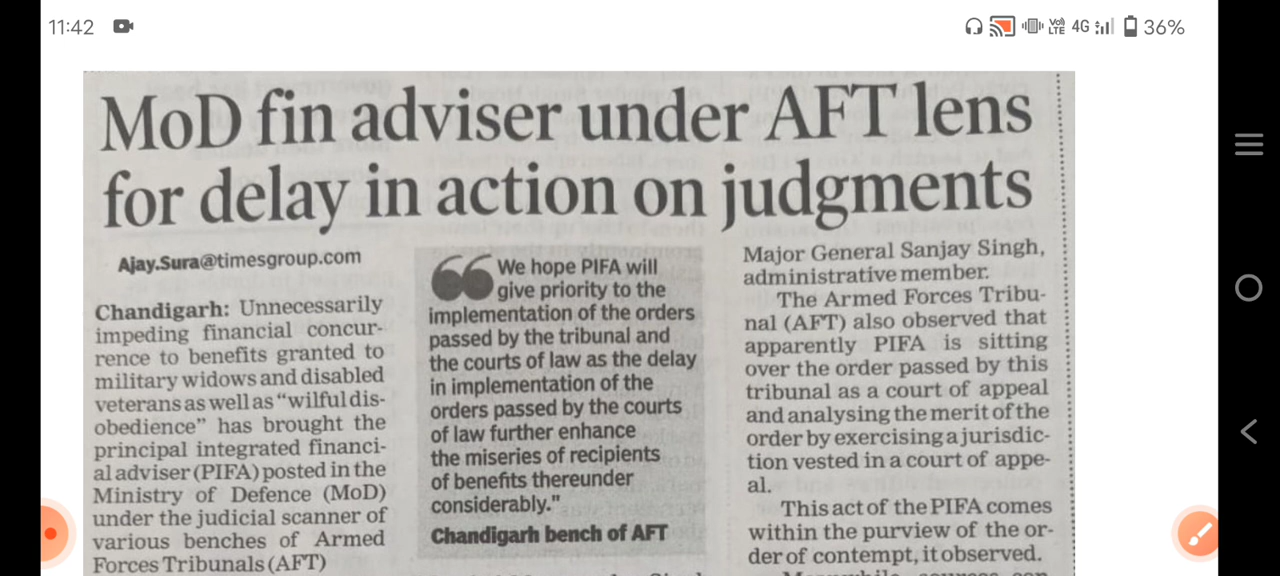 11:42
Vo)) LTE 4G 36%
MoD fin adviser under AFT lens
for delay in action on judgments
Ajay.Sura@timesgroup.com
Chandigarh: Unnecessarily
impeding financial concur-
rence to benefits granted to
military widows and disabled
veterans as well as “wilful dis-
obedience” has brought the
principal integrated financi-
al adviser (PIFA) posted in the
Ministry of Defence (MoD)
under the judicial scanner of
various benches of Armed
Forces Tribunals (AFT)
“We hope PIFA will
give priority to the
implementation of the orders
passed by the tribunal and
the courts of law as the delay
in implementation of the
orders passed by the courts
of law further enhance
the miseries of recipients
of benefits thereunder
considerably."
Chandigarh bench of AFT
Major General Sanjay Singh,
administrative member.
The Armed Forces Tribu-
nal (AFT) also observed that
apparently PIFA is sitting
over the order passed by this
tribunal as a court of appeal
and analysing the merit of the
order by exercising a jurisdic-
tion vested in a court of appe-
al.
This act of the PIFA comes
within the purview of the or-
der of contempt, it observed.